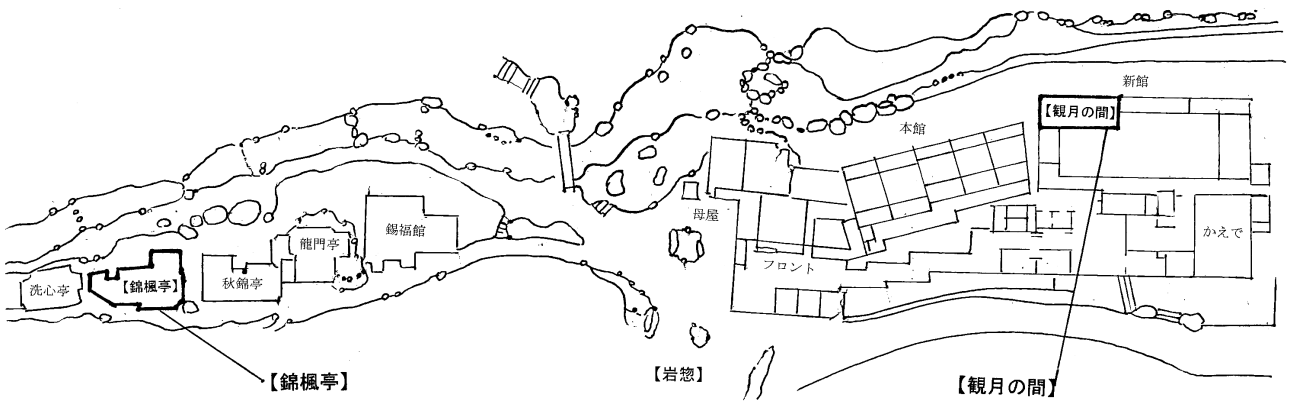 新館
【観月の間】
本館
母屋
錫福館
龍門亭
かえで
フロント
秋錦亭
【錦楓亭】
洗心亭
【錦楓亭】
【岩惣】
【観月の間】